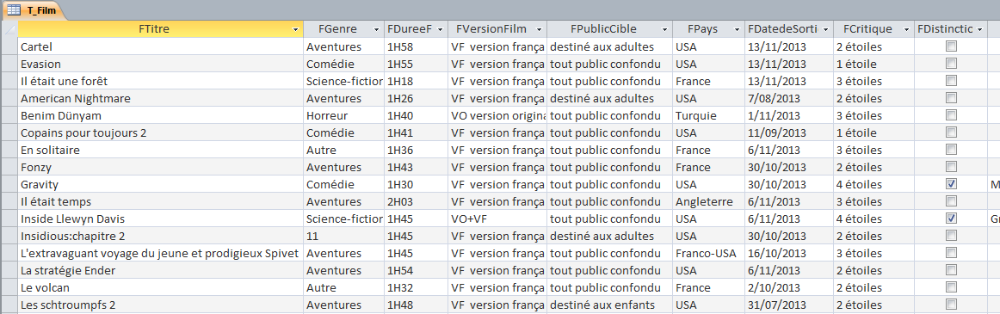 T_Film
FTitre FGenre FDureeF FVersionFilm FPublicCible FPays FDatedeSorti FCritique FDistinctic
Cartel Aventures 1H58 VF version frança destiné aux adultes USA 13/11/2013 2 étoiles
Evasion Comédie 1H55 VF version frança tout public confondu USA 13/11/2013 1 étoile
Il était une forêt Science-fiction 1H18 VF version frança tout public confondu France 13/11/2013 3 étoiles
American Nightmare Aventures 1H26 VF version frança destiné aux adultes USA 7/08/2013 2 étoiles
Benim Dünyam Horreur 1H40 VO version origina tout public confondu Turquie 1/11/2013 3 étoiles
Copains pour toujours 2 Comédie 1H41 VF version frança tout public confondu USA 11/09/2013 1 étoile
En solitaire Autre 1H36 VF version frança tout public confondu France 6/11/2013 3 étoiles
Fonzy Aventures 1H43 VF version frança tout public confondu France 30/10/2013 2 étoiles
Gravity Comédie 1H30 VF version frança tout public confondu USA 30/10/2013 4 étoiles M
Il était temps Aventures 2H03 VF version frança tout public confondu Angleterre 6/11/2013 3 étoiles
Inside Llewyn Davis Science-fiction 1H45 VO+VF tout public confondu USA 6/11/2013 4 étoiles Gr
Insidious:chapitre 2 11 1H45 VF version frança destiné aux adultes USA 30/10/2013 2 étoiles
L'extravaguant voyage du jeune et prodigieux Spivet Aventures 1H45 VF version frança tout public confondu Franco-USA 16/10/2013 3 étoiles
La stratégie Ender Aventures 1H54 VF version frança tout public confondu USA 6/11/2013 2 étoiles
Le volcan Autre 1H32 VF version frança tout public confondu France 2/10/2013 2 étoiles
Les schtroumpfs 2 Aventures 1H48 VF version frança destiné aux enfants USA 31/07/2013 2 étoiles